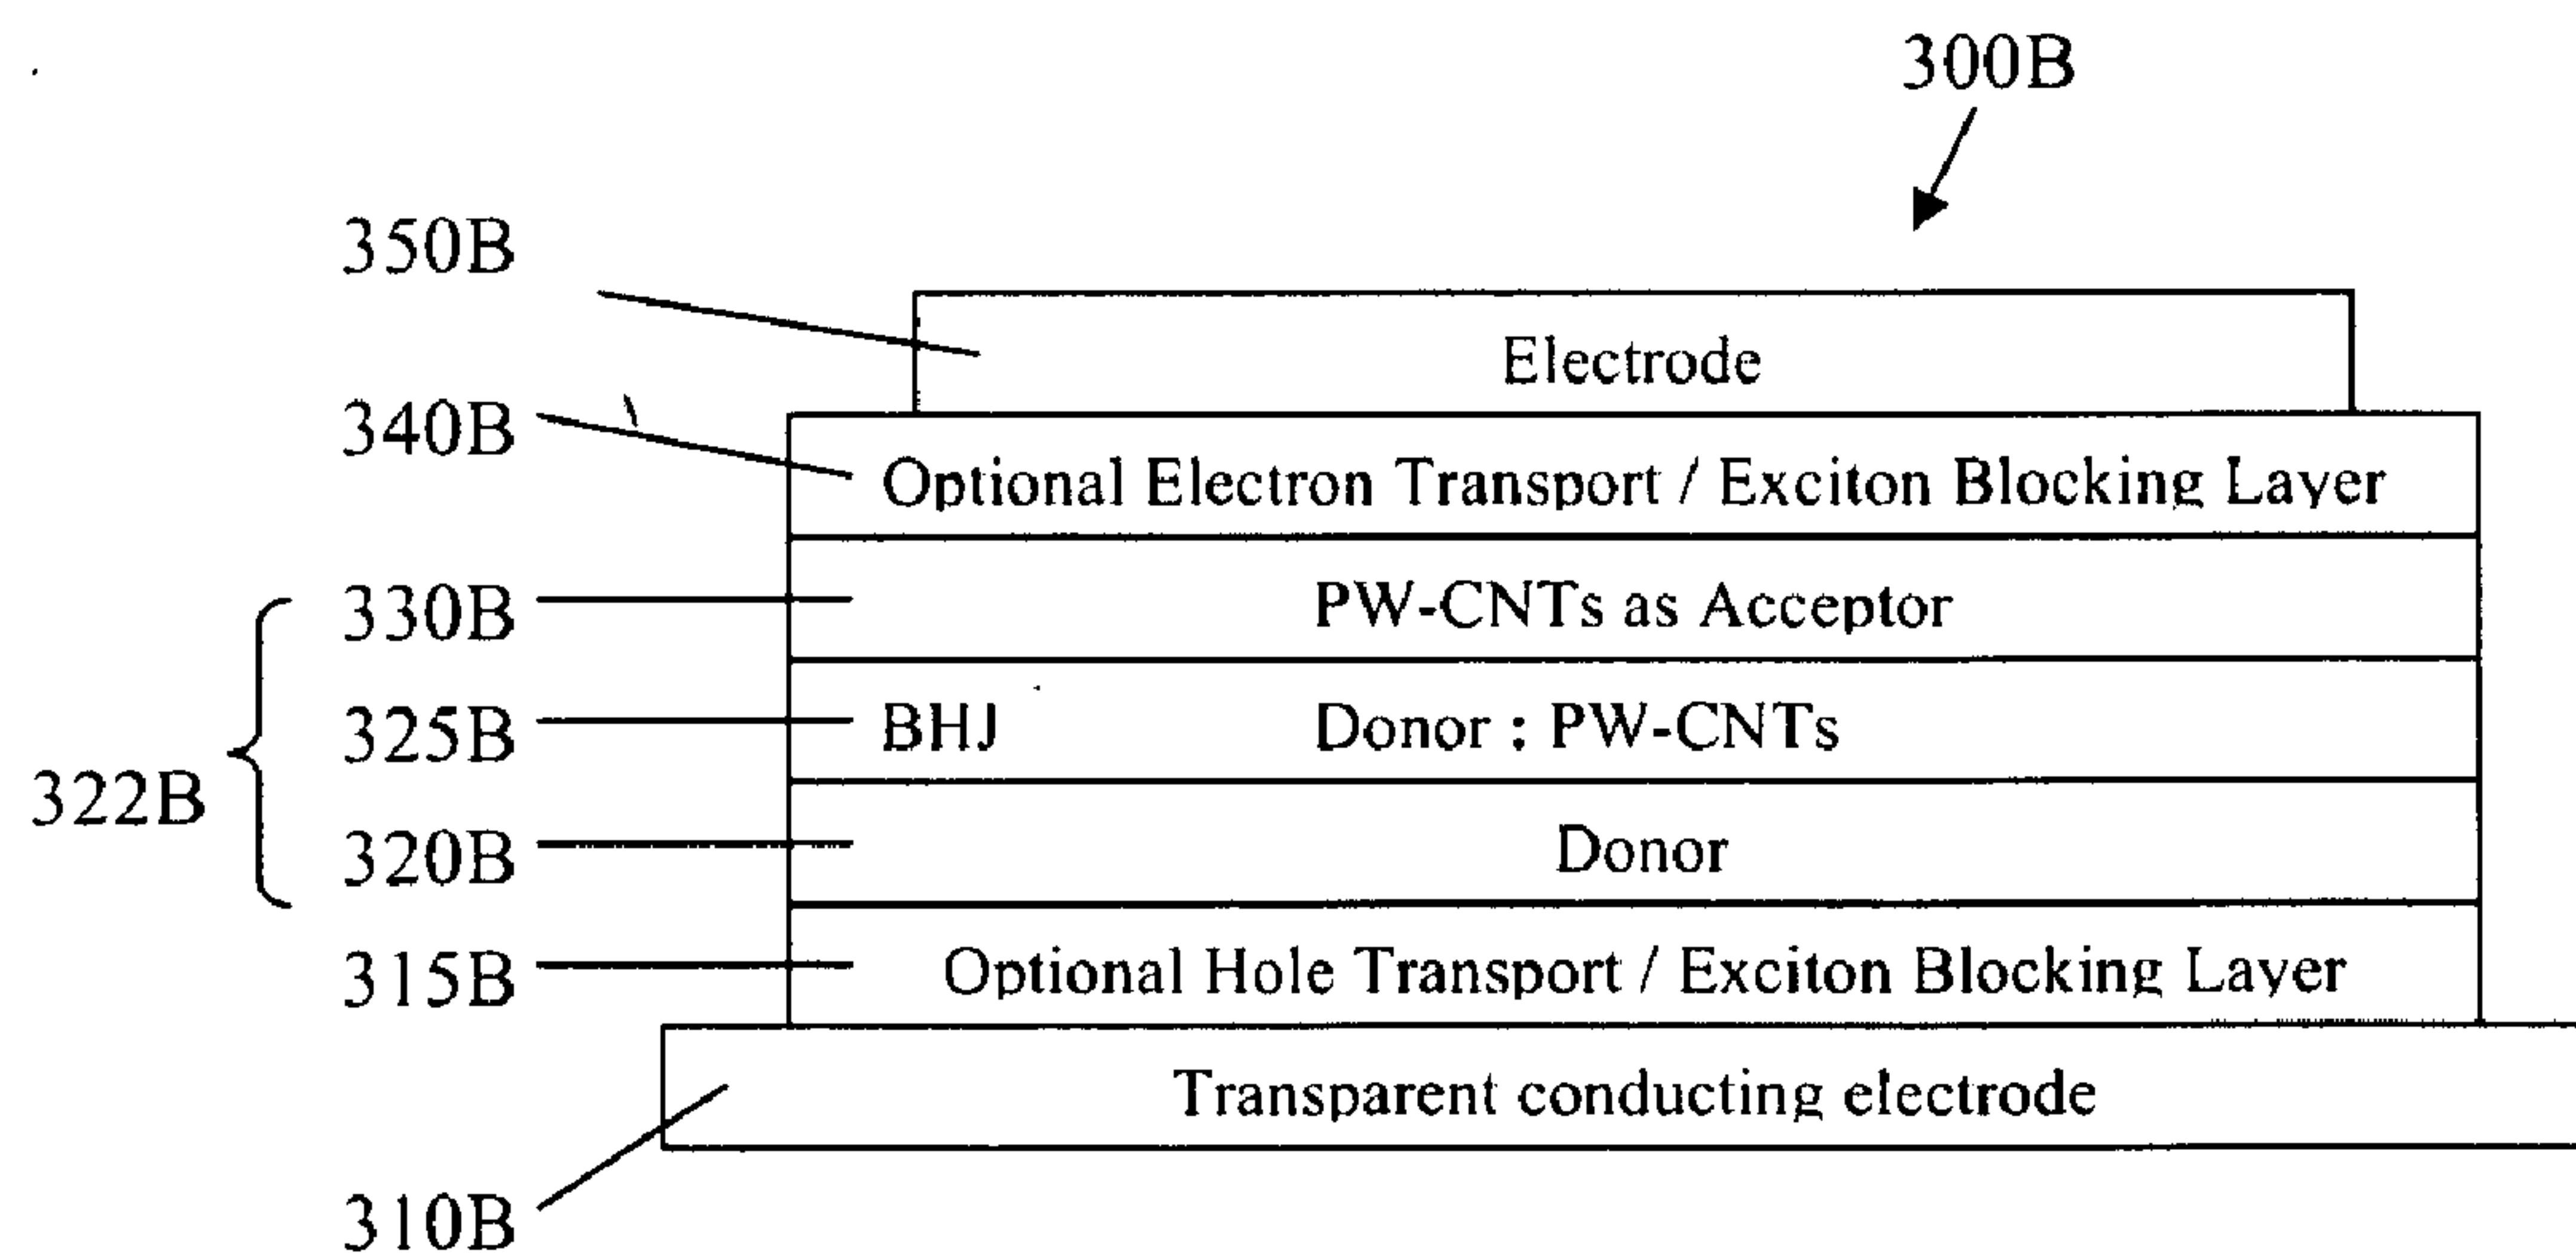 300B
350B
Electrode
340B
Optional Electron Transport / Exciton Blocking Layer
330B
PW-CNTs as Acceptor
322B
325B
BHJ Donor : PW-CNTs
320B
Donor
315B
Optional Hole Transport / Exciton Blocking Layer
Transparent conducting electrode
310B